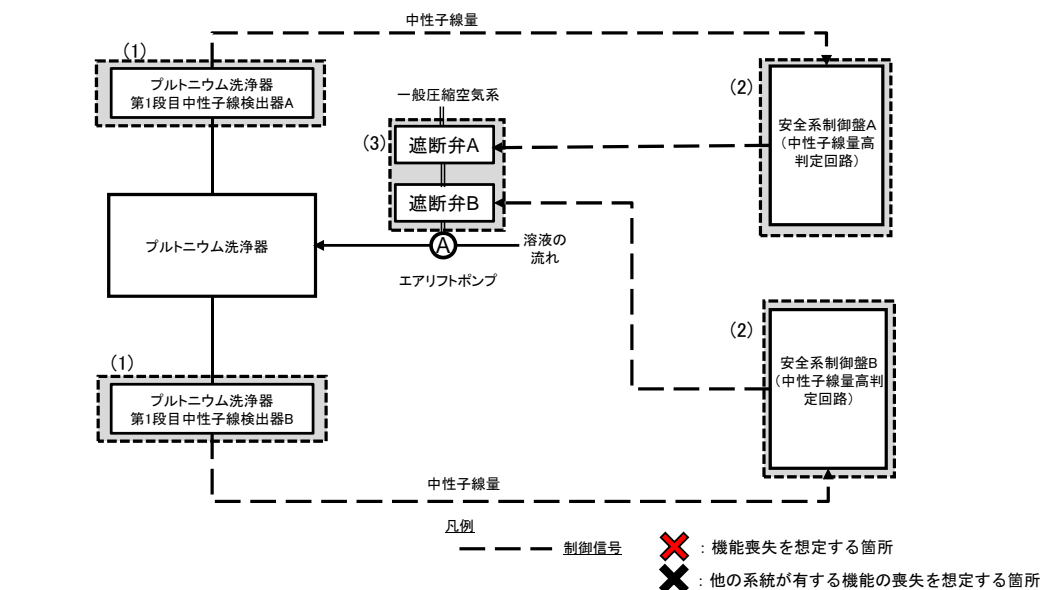 中性子線量
(1)
プルトニウム洗浄器
第1段目中性子線検出器A
一般圧縮空気系
(2)
(3)
遮断弁A
遮断弁B
安全系制御盤A
(中性子線量高
判定回路)
プルトニウム洗浄器
A
溶液の
流れ
エアリフトポンプ
(2)
(1)
安全系制御盤B
(中性子線量高判
定回路)
プルトニウム洗浄器
第1段目中性子線検出器B
中性子線量
凡例
制御信号
:機能喪失を想定する箇所
:他の系統が有する機能の喪失を想定する箇所